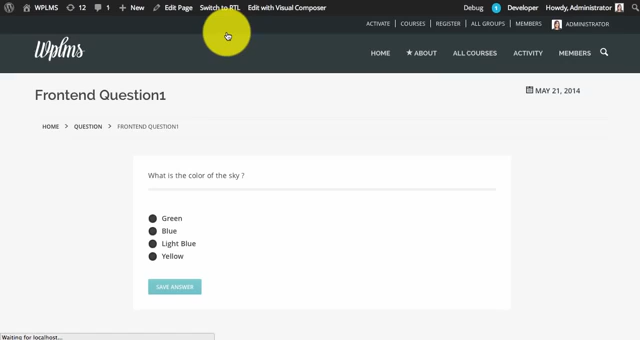 WPLMS 12 1 New Edit Page Switch to RTL Edit with Visual Composer Debug 1 Developer Howdy, Administrator
ACTIVATE COURSES REGISTER ALL GROUPS MEMBERS ADMINISTRATOR
Wplms HOME ABOUT ALL COURSES ACTIVITY MEMBERS
Frontend Question1 MAY 21, 2014
HOME > QUESTION > FRONTEND QUESTION1
What is the color of the sky ?
Green
Blue
Light Blue
Yellow
SAVE ANSWER
Waiting for localhost...